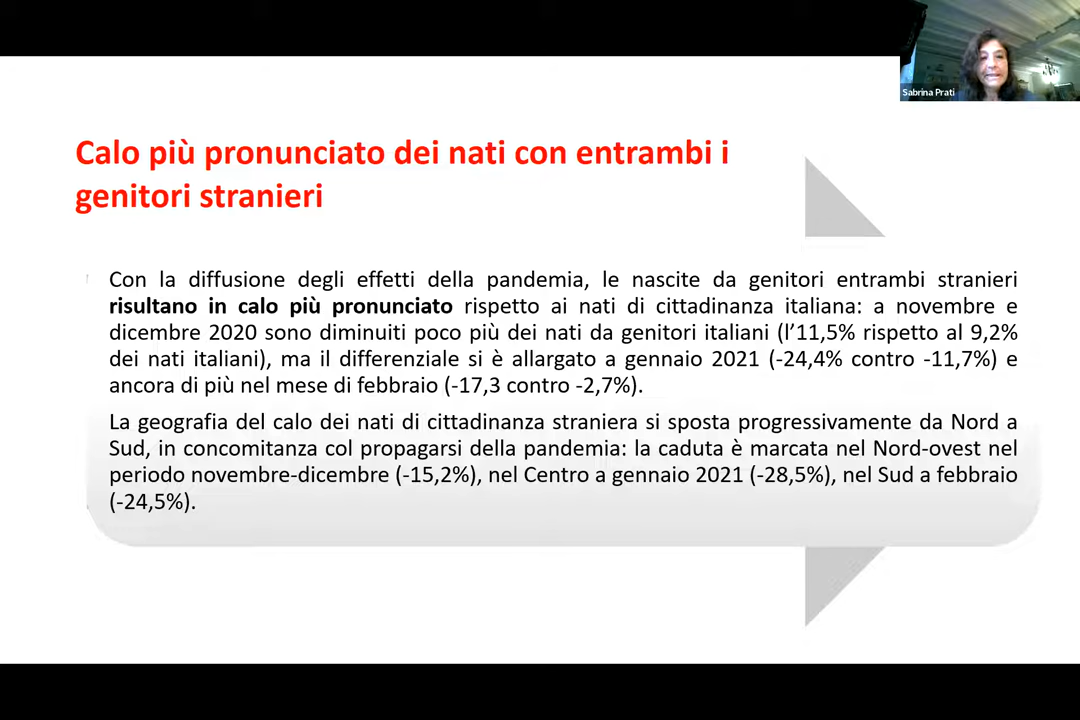 Sabrina Prati
Calo più pronunciato dei nati con entrambi i
genitori stranieri
Con la diffusione degli effetti della pandemia, le nascite da genitori entrambi stranieri
risultano in calo più pronunciato rispetto ai nati di cittadinanza italiana: a novembre e
dicembre 2020 sono diminuiti poco più dei nati da genitori italiani (l’11,5% rispetto al 9,2%
dei nati italiani), ma il differenziale si è allargato a gennaio 2021 (-24,4% contro -11,7%) e
ancora di più nel mese di febbraio (-17,3 contro -2,7%).
La geografia del calo dei nati di cittadinanza straniera si sposta progressivamente da Nord a
Sud, in concomitanza col propagarsi della pandemia: la caduta è marcata nel Nord-ovest nel
periodo novembre-dicembre (-15,2%), nel Centro a gennaio 2021 (-28,5%), nel Sud a febbraio
(-24,5%).